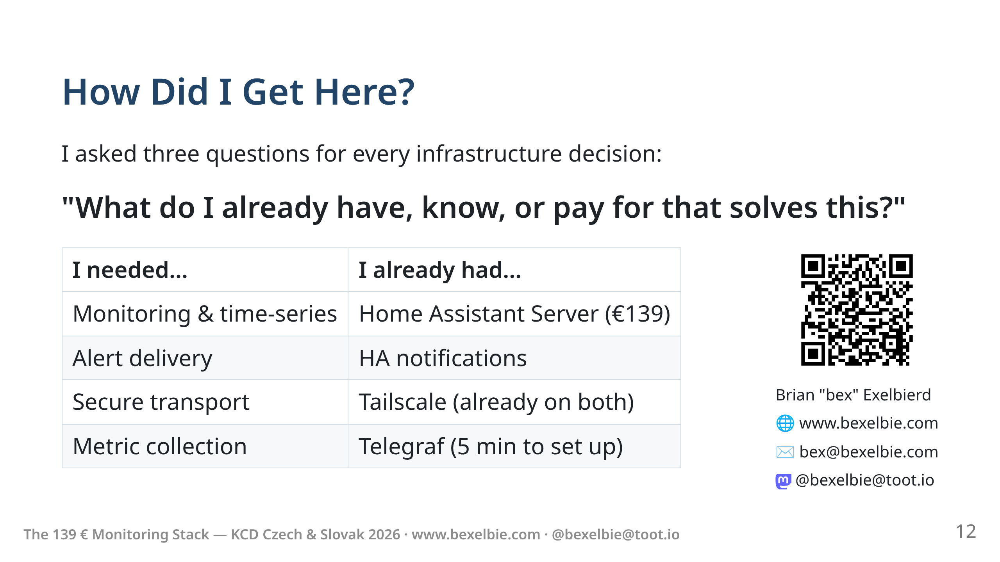 How Did I Get Here?
I asked three questions for every infrastructure decision:
"What do I already have, know, or pay for that solves this?"
I needed… I already had…
Monitoring & time-series Home Assistant Server (€139)
Alert delivery HA notifications
Secure transport Tailscale (already on both)
Metric collection Telegraf (5 min to set up)
Brian "bex" Exelbierd
www.bexelbie.com
bex@bexelbie.com
@bexelbie@toot.io
The 139 € Monitoring Stack — KCD Czech & Slovak 2026 · www.bexelbie.com · @bexelbie@toot.io
12